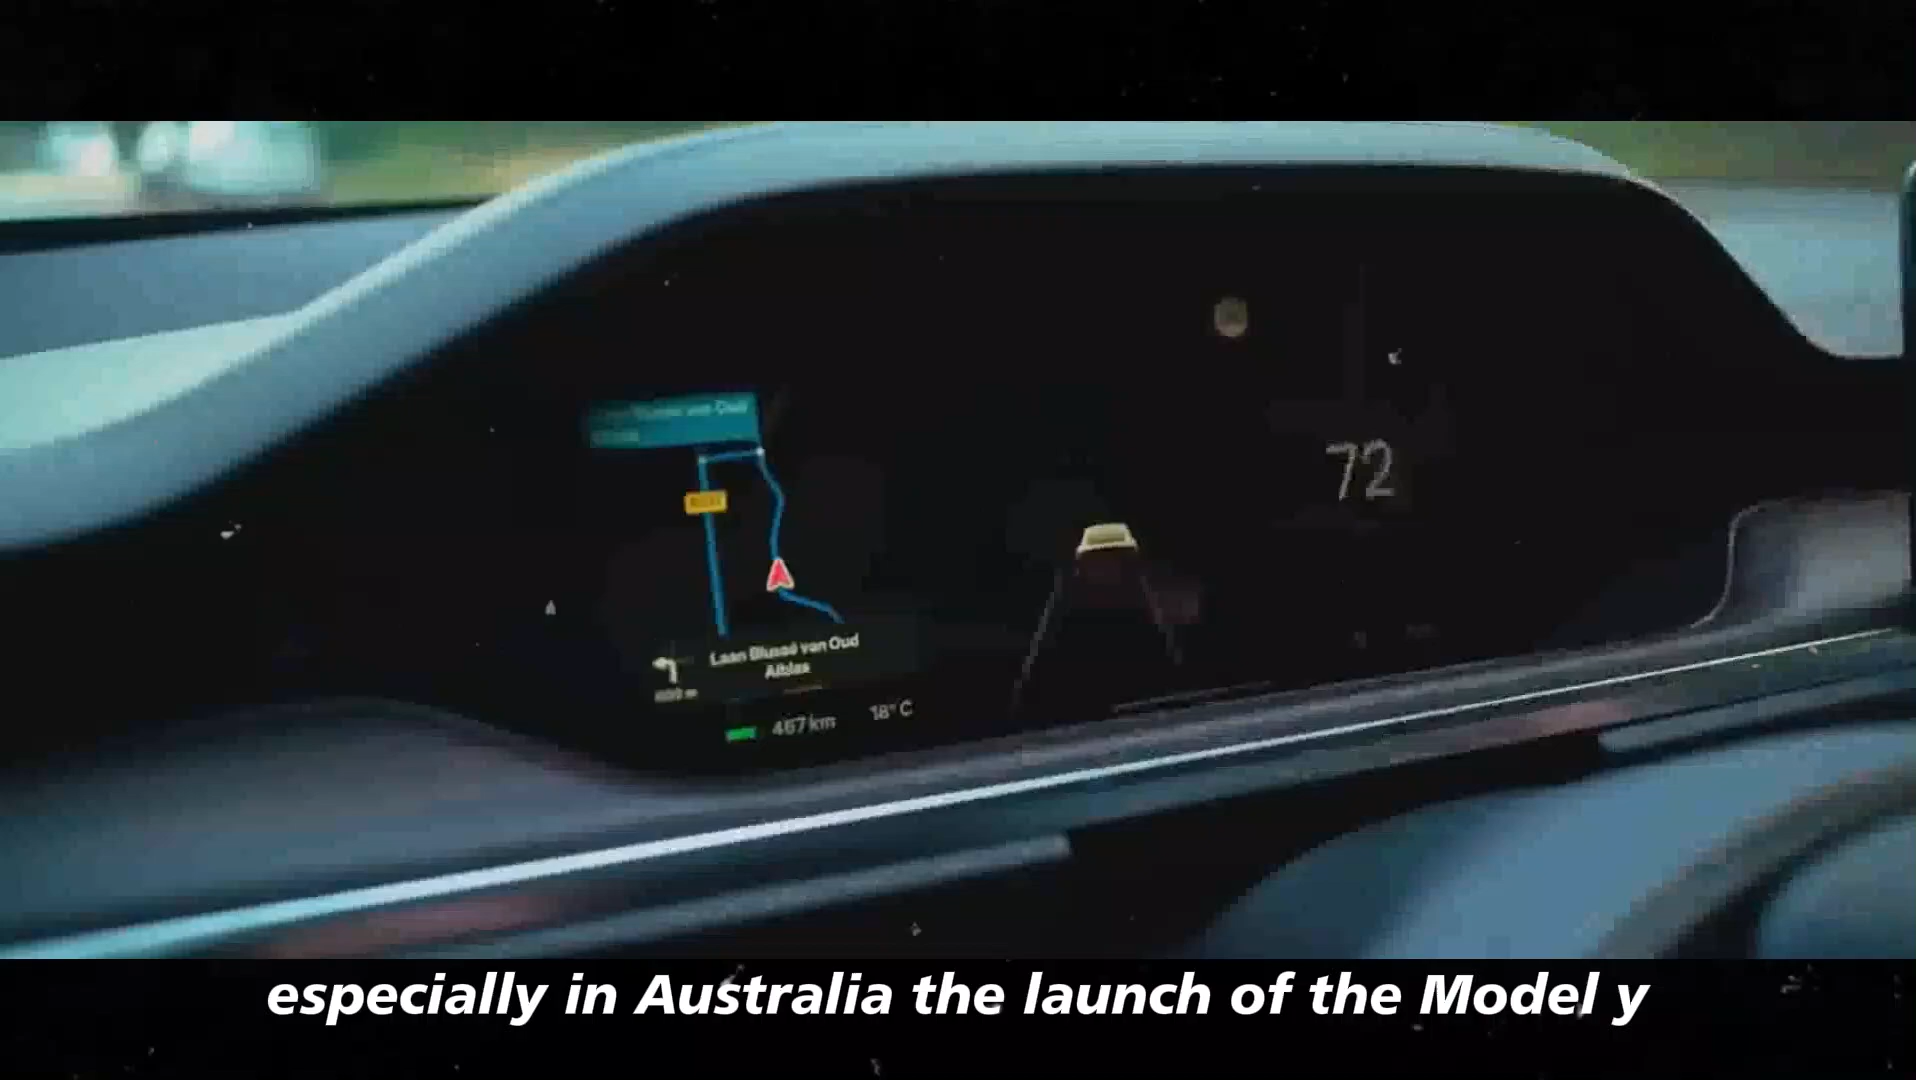 72
Laan Blussé van Oud
Alblas
467 km
18°C
especially in Australia the launch of the Model y